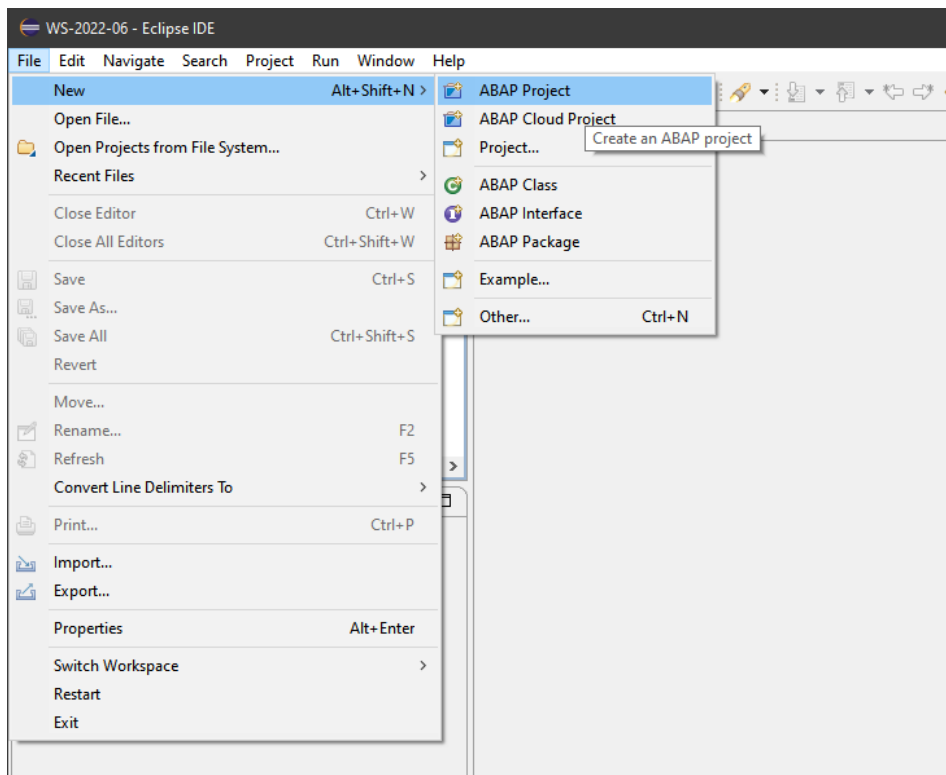 WS-2022-06 - Eclipse IDE
File Edit Navigate Search Project Run Window Help
New Alt+Shift+N >
Open File...
Open Projects from File System...
Recent Files >
Close Editor Ctrl+W
Close All Editors Ctrl+Shift+W
Save Ctrl+S
Save As...
Save All Ctrl+Shift+S
Revert
Move...
Rename... F2
Refresh F5
Convert Line Delimiters To >
Print... Ctrl+P
Import...
Export...
Properties Alt+Enter
Switch Workspace >
Restart
Exit
ABAP Project
ABAP Cloud Project
Create an ABAP project
Project...
ABAP Class
ABAP Interface
ABAP Package
Example...
Other... Ctrl+N